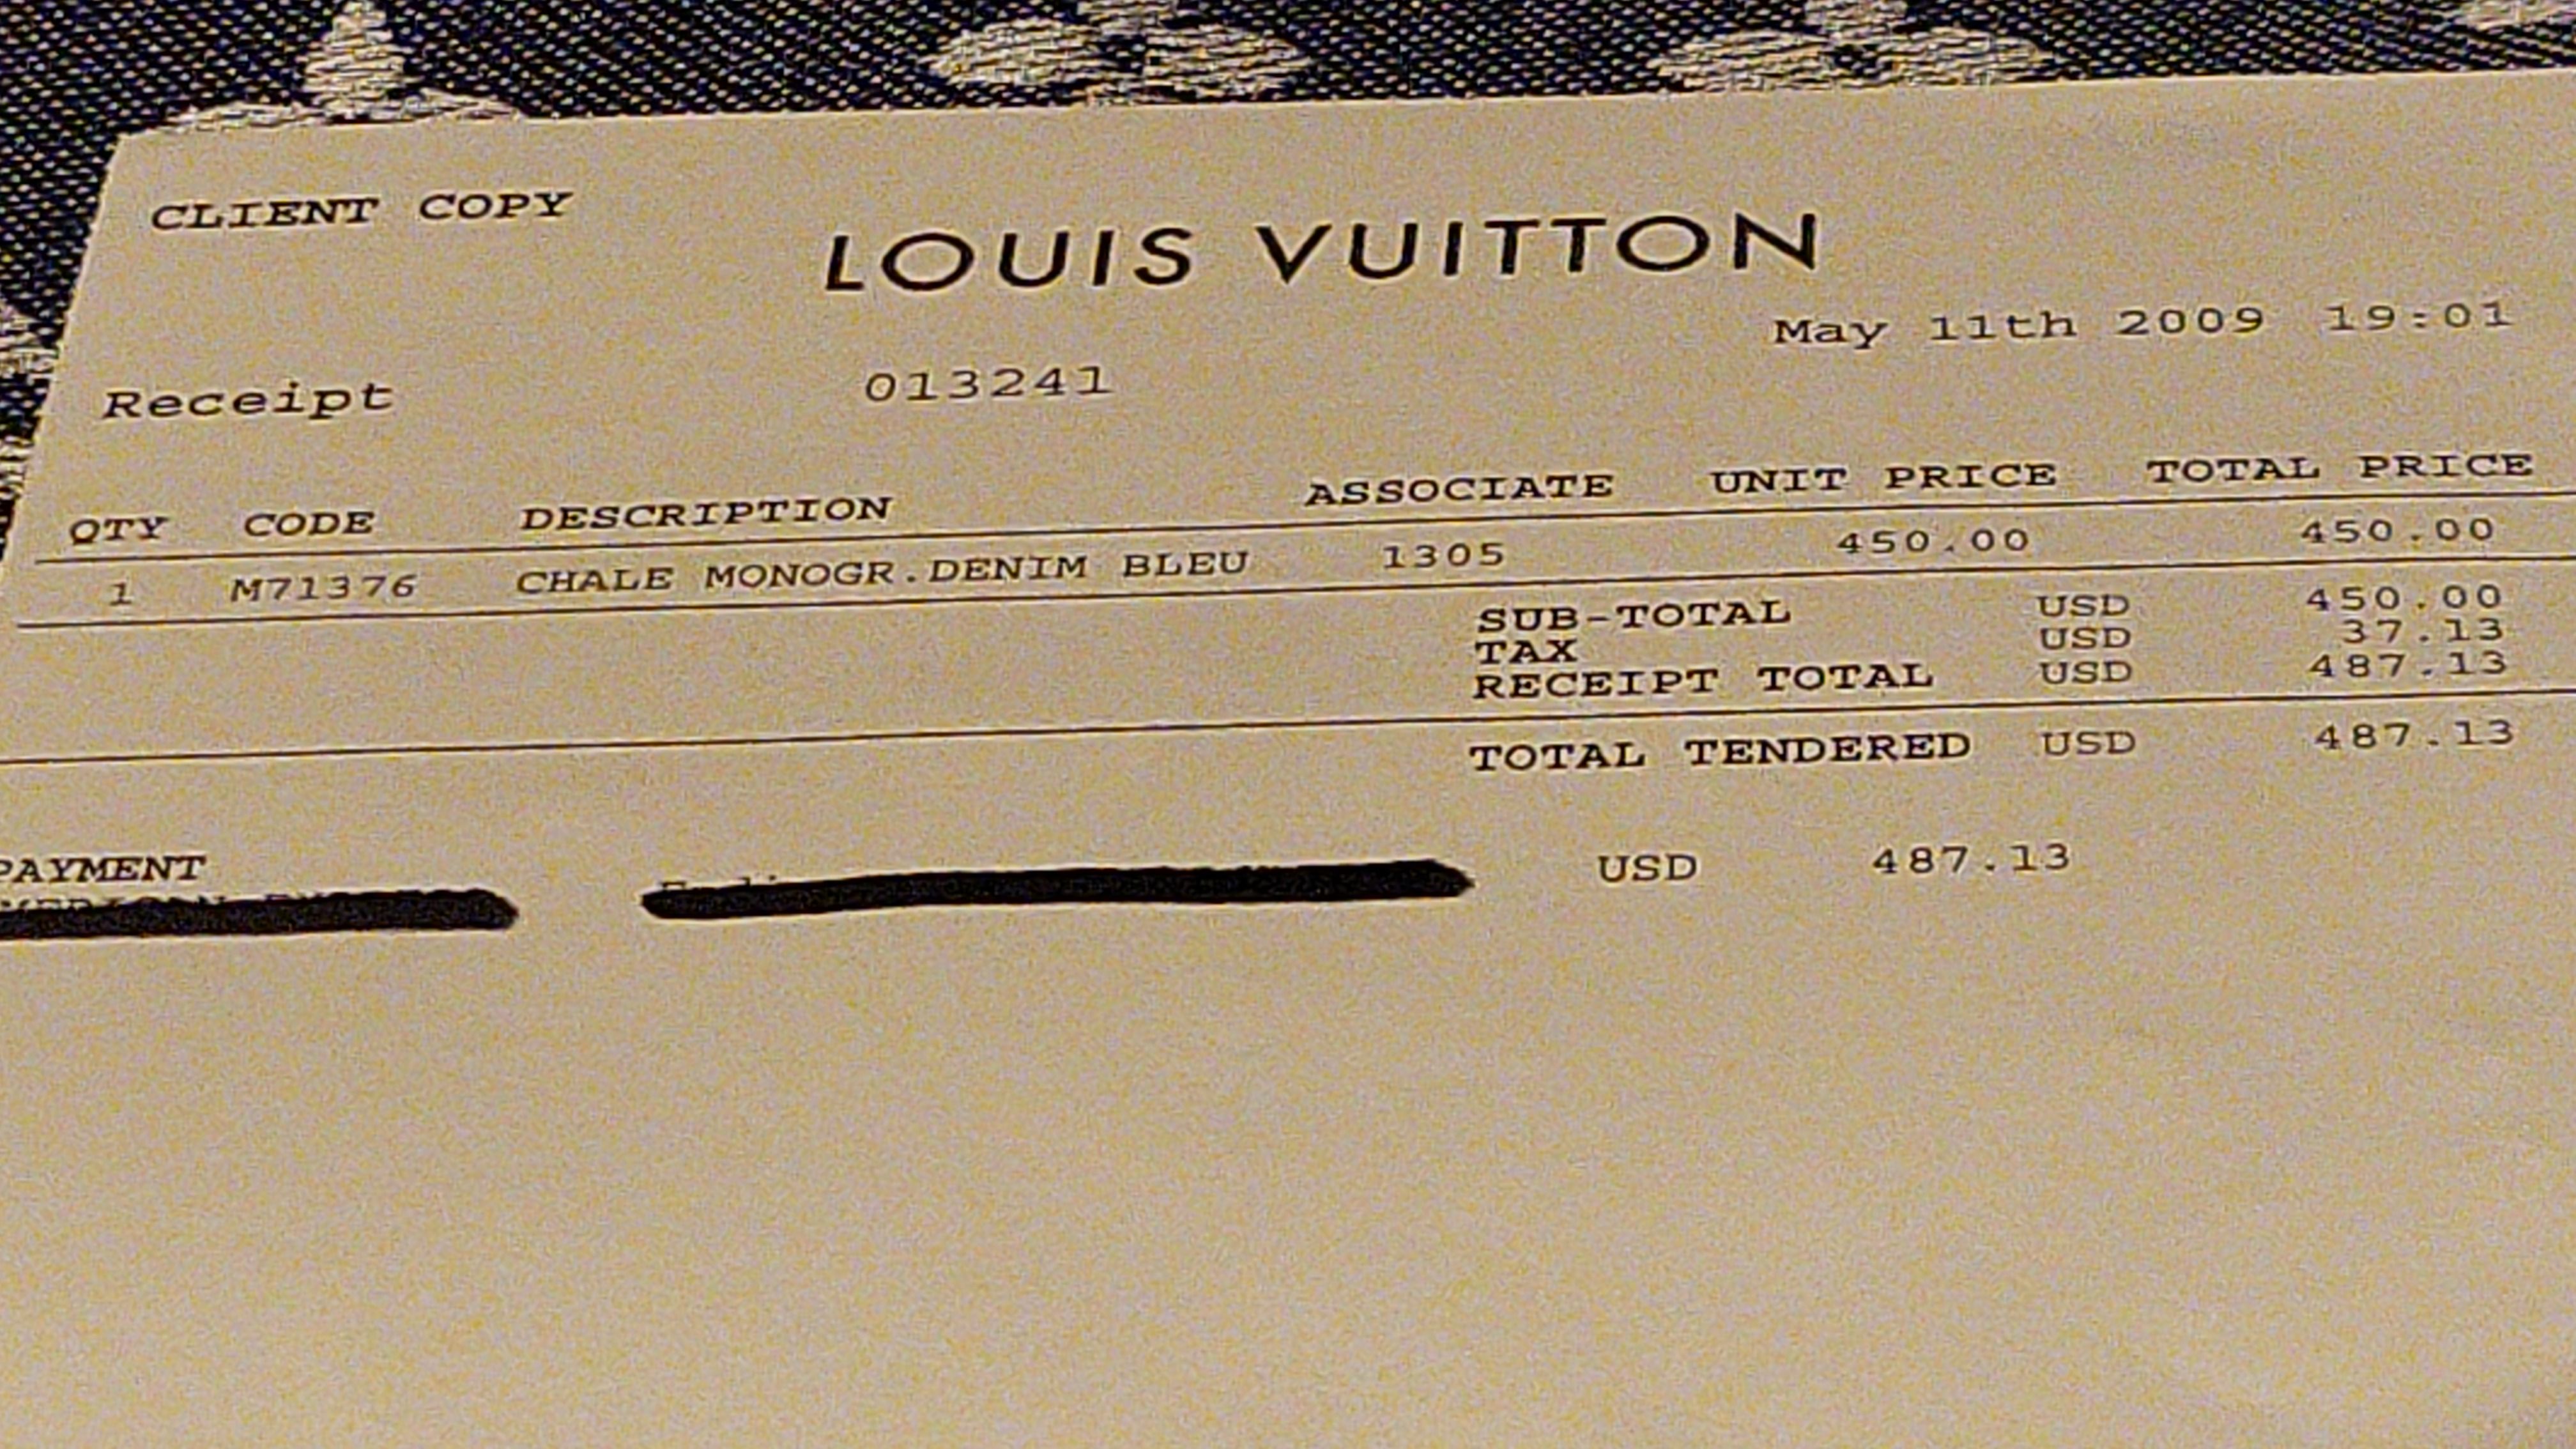 CLIENT COPY
LOUIS VUITTON
May 11th 2009 19:01
Receipt 013241
QTY CODE DESCRIPTION ASSOCIATE UNIT PRICE TOTAL PRICE
1 M71376 CHALE MONOGR.DENIM BLEU 1305 450.00 450.00
SUB-TOTAL USD 450.00
TAX USD 37.13
RECEIPT TOTAL USD 487.13
TOTAL TENDERED USD 487.13
PAYMENT
USD 487.13